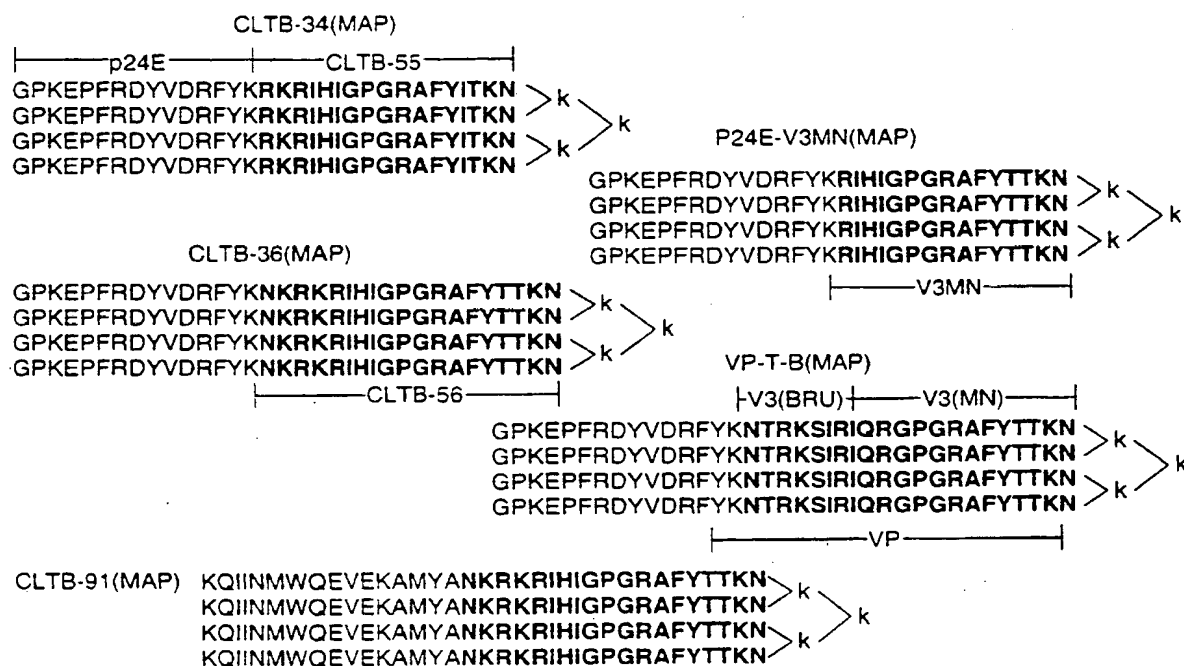 CLTB-34(MAP)
p24E CLTB-55
GPKEPFRDYVDRFYKRKRIHIGPGRAFYITKN
GPKEPFRDYVDRFYKRKRIHIGPGRAFYITKN k
GPKEPFRDYVDRFYKRKRIHIGPGRAFYITKN k
GPKEPFRDYVDRFYKRKRIHIGPGRAFYITKN k
P24E-V3MN(MAP)
GPKEPFRDYVDRFYKRIHIGPGRAFYTTKN
GPKEPFRDYVDRFYKRIHIGPGRAFYTTKN k
GPKEPFRDYVDRFYKRIHIGPGRAFYTTKN k
GPKEPFRDYVDRFYKRIHIGPGRAFYTTKN k
V3MN
CLTB-36(MAP)
GPKEPFRDYVDRFYKNKRKRIHIGPGRAFYTTKN
GPKEPFRDYVDRFYKNKRKRIHIGPGRAFYTTKN k
GPKEPFRDYVDRFYKNKRKRIHIGPGRAFYTTKN k
GPKEPFRDYVDRFYKNKRKRIHIGPGRAFYTTKN k
CLTB-56
VP-T-B(MAP)
V3(BRU) V3(MN)
GPKEPFRDYVDRFYKNTRKSIRIQRGPGRAFYTTKN
GPKEPFRDYVDRFYKNTRKSIRIQRGPGRAFYTTKN k
GPKEPFRDYVDRFYKNTRKSIRIQRGPGRAFYTTKN k
GPKEPFRDYVDRFYKNTRKSIRIQRGPGRAFYTTKN k
VP
CLTB-91(MAP) KQIINMWQEVEKAMYANKRKRIHIGPGRAFYTTKN
KQIINMWQEVEKAMYANKRKRIHIGPGRAFYTTKN k
KQIINMWQEVEKAMYANKRKRIHIGPGRAFYTTKN k
KQIINMWQEVEKAMYANKRKRIHIGPGRAFYTTKN k